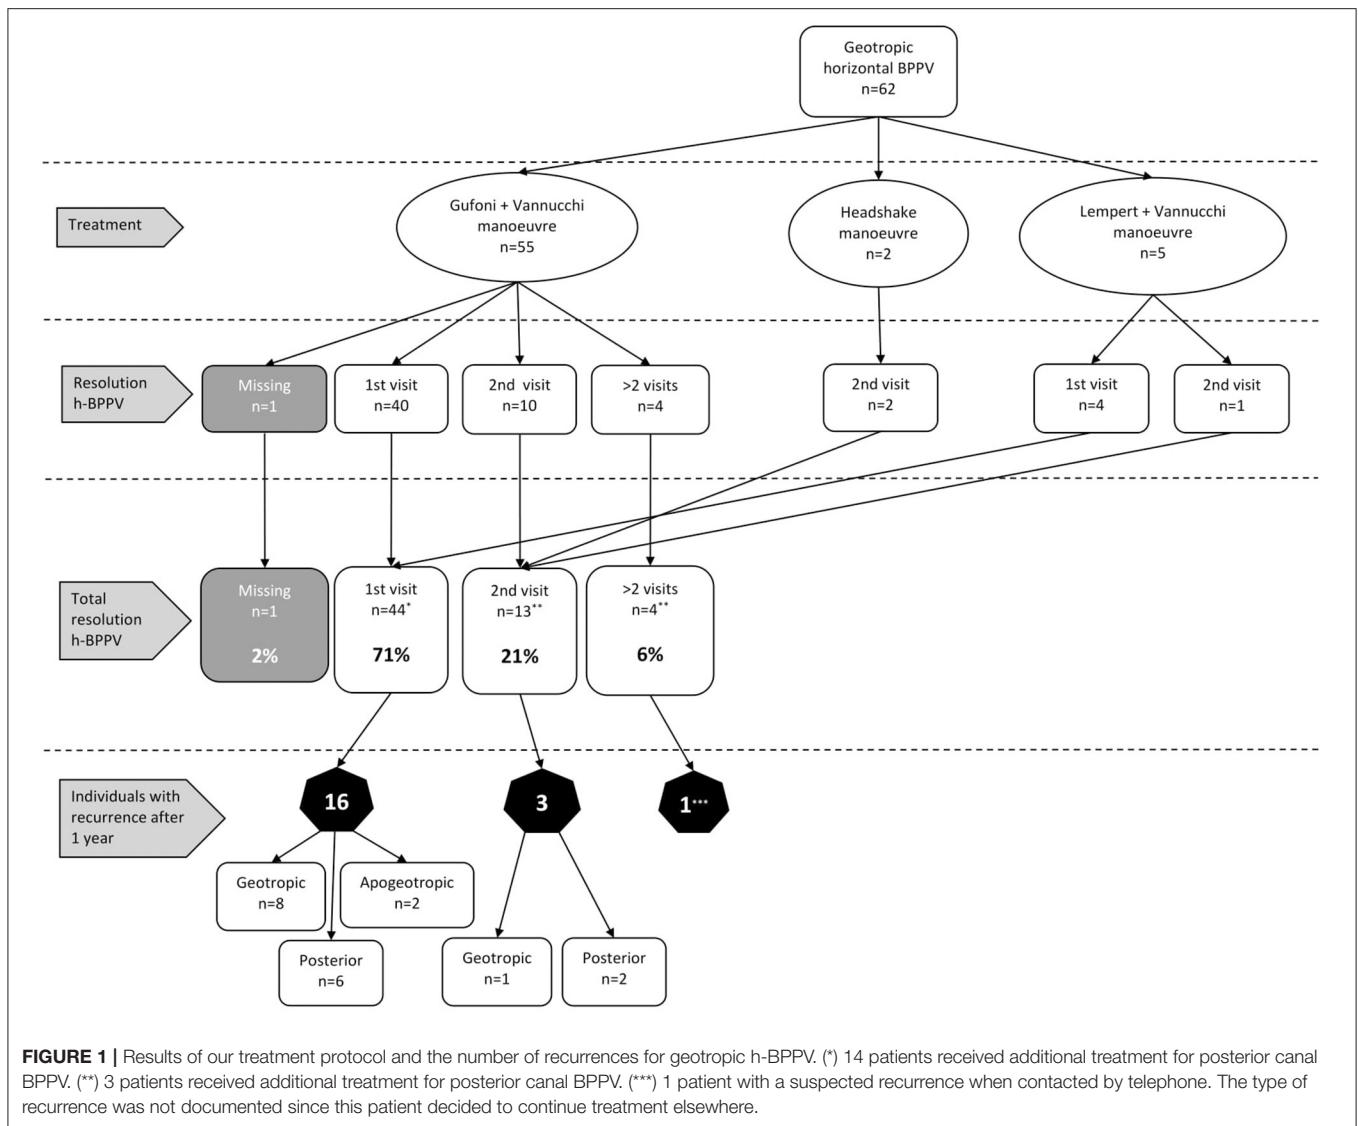 Geotropic
horizontal BPPV
n=62
Treatment
Gufoni + Vannucchi
manoeuvre
n=55
Headshake
manoeuvre
n=2
Lempert + Vannucchi
manoeuvre
n=5
Resolution
h-BPPV
Missing
n=1
1st visit
n=40
2nd visit
n=10
>2 visits
n=4
2nd visit
n=2
1st visit
n=4
2nd visit
n=1
Total
resolution
h-BPPV
Missing
n=1
2%
1st visit
n=44*
71%
2nd visit
n=13**
21%
>2 visits
n=4**
6%
Individuals with
recurrence after
1 year
16
3
1***
Geotropic
n=8
Apogeotropic
n=2
Posterior
n=6
Geotropic
n=1
Posterior
n=2
FIGURE 1 | Results of our treatment protocol and the number of recurrences for geotropic h-BPPV. (*) 14 patients received additional treatment for posterior canal
BPPV. (**) 3 patients received additional treatment for posterior canal BPPV. (***) 1 patient with a suspected recurrence when contacted by telephone. The type of
recurrence was not documented since this patient decided to continue treatment elsewhere.